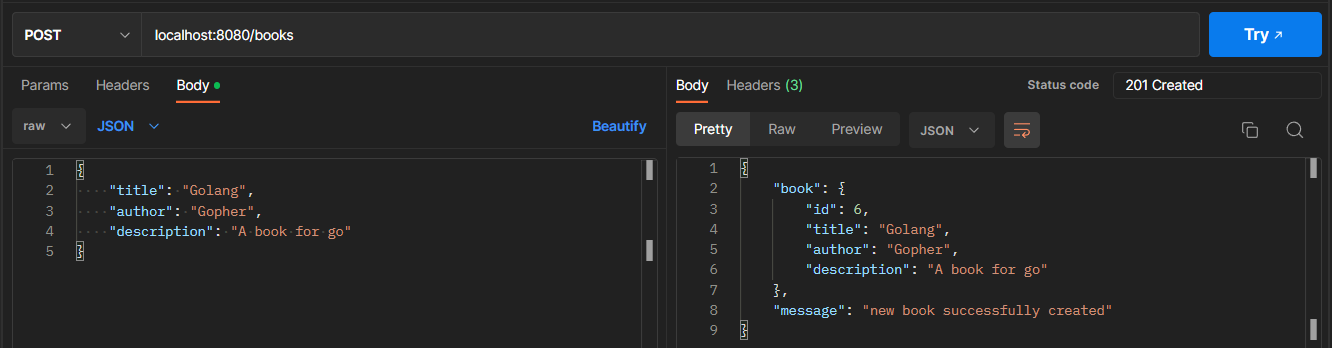 POST localhost:8080/books Try ↗
Params Headers Body
raw JSON Beautify
1 {
2 "title": "Golang",
3 "author": "Gopher",
4 "description": "A book for go"
5 }
Body Headers (3) Status code 201 Created
Pretty Raw Preview JSON
1 {
2 "book": {
3 "id": 6,
4 "title": "Golang",
5 "author": "Gopher",
6 "description": "A book for go"
7 },
8 "message": "new book successfully created"
9 }